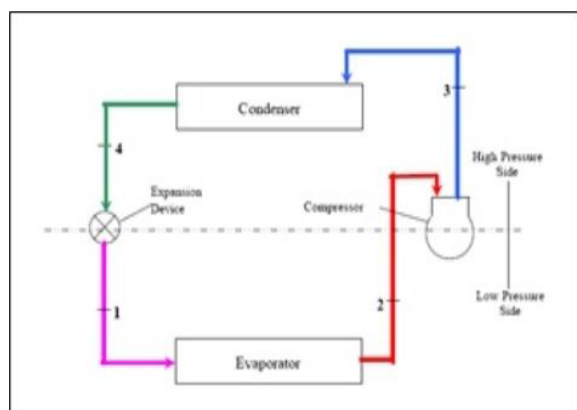 3
Condenser
4
High Pressure
Side
Expansion
Device
Compressor
1
2
Low Pressure
Side
Evaporator